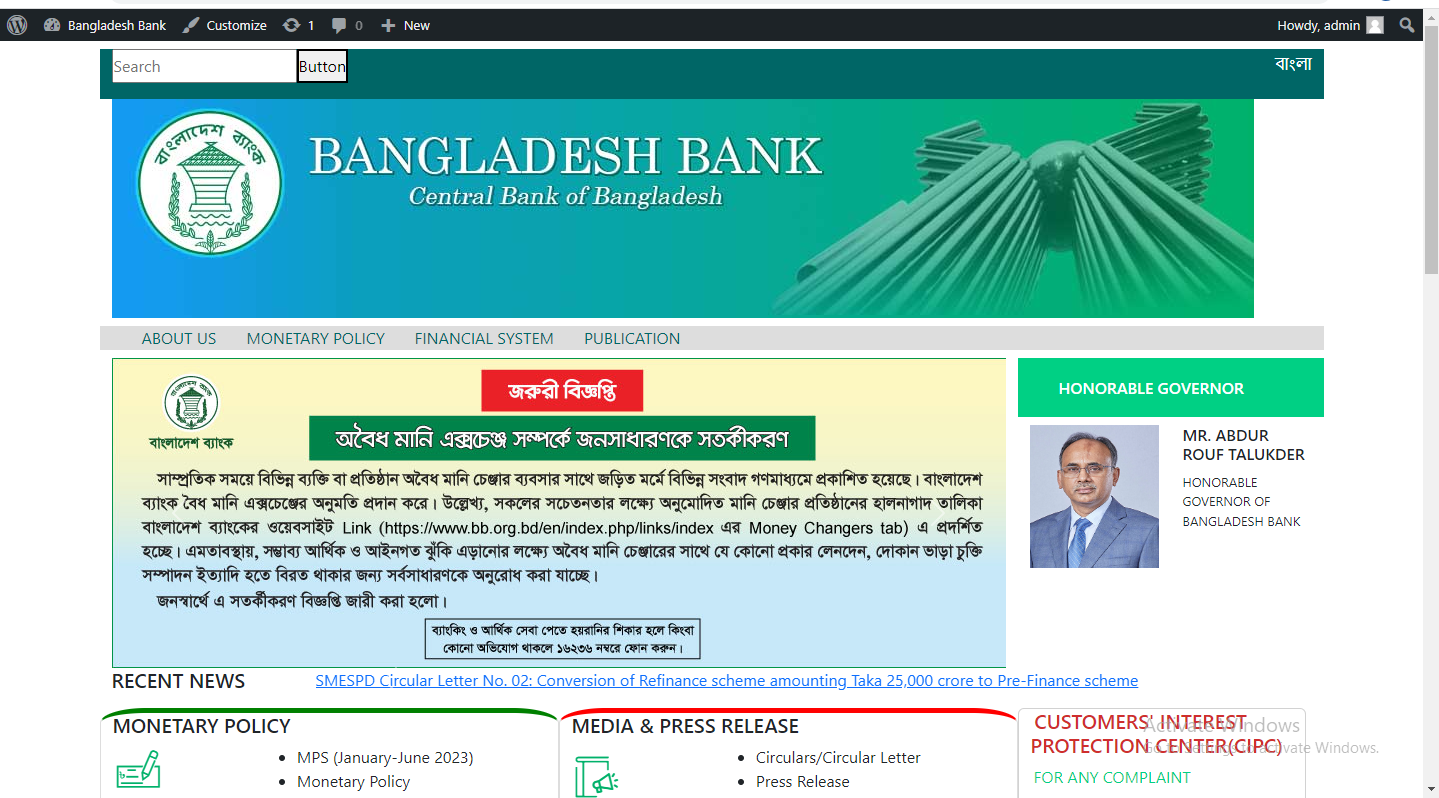 Bangladesh Bank Customize 1 0 New Howdy, admin
Search Button বাংলা
বাংলাদেশ ব্যাংক
BANGLADESH BANK
Central Bank of Bangladesh
ABOUT US MONETARY POLICY FINANCIAL SYSTEM PUBLICATION
জরুরী বিজ্ঞপ্তি
বাংলাদেশ ব্যাংক
অবৈধ মানি এক্সচেঞ্জ সম্পর্কে জনসাধারণকে সতর্কীকরণ
সাম্প্রতিক সময়ে বিভিন্ন ব্যক্তি বা প্রতিষ্ঠান অবৈধ মানি চেঞ্জার ব্যবসার সাথে জড়িত মর্মে বিভিন্ন সংবাদ গণমাধ্যমে প্রকাশিত হয়েছে। বাংলাদেশ
ব্যাংক বৈধ মানি এক্সচেঞ্জের অনুমতি প্রদান করে। উল্লেখ্য, সকলের সচেতনতার লক্ষ্যে অনুমোদিত মানি চেঞ্জার প্রতিষ্ঠানের হালনাগাদ তালিকা
বাংলাদেশ ব্যাংকের ওয়েবসাইট Link (https://www.bb.org.bd/en/index.php/links/index এর Money Changers tab) এ প্রদর্শিত
হচ্ছে। এমতাবস্থায়, সম্ভাব্য আর্থিক ও আইনগত ঝুঁকি এড়ানোর লক্ষ্যে অবৈধ মানি চেঞ্জারের সাথে যে কোনো প্রকার লেনদেন, দোকান ভাড়া চুক্তি
সম্পাদন ইত্যাদি হতে বিরত থাকার জন্য সর্বসাধারণকে অনুরোধ করা যাচ্ছে।
জনস্বার্থে এ সতর্কীকরণ বিজ্ঞপ্তি জারী করা হলো।
ব্যাংকিং ও আর্থিক সেবা পেতে হয়রানির শিকার হলে কিংবা
কোনো অভিযোগ থাকলে ১৬২৩৬ নম্বরে ফোন করুন।
HONORABLE GOVERNOR
MR. ABDUR
ROUF TALUKDER
HONORABLE
GOVERNOR OF
BANGLADESH BANK
RECENT NEWS SMESPD Circular Letter No. 02: Conversion of Refinance scheme amounting Taka 25,000 crore to Pre-Finance scheme
MONETARY POLICY
MPS (January-June 2023)
Monetary Policy
MEDIA & PRESS RELEASE
Circulars/Circular Letter
Press Release
CUSTOMERS' INTEREST
PROTECTION CENTER(CIPC)
FOR ANY COMPLAINT
Activate Windows
Go to Settings to activate Windows.